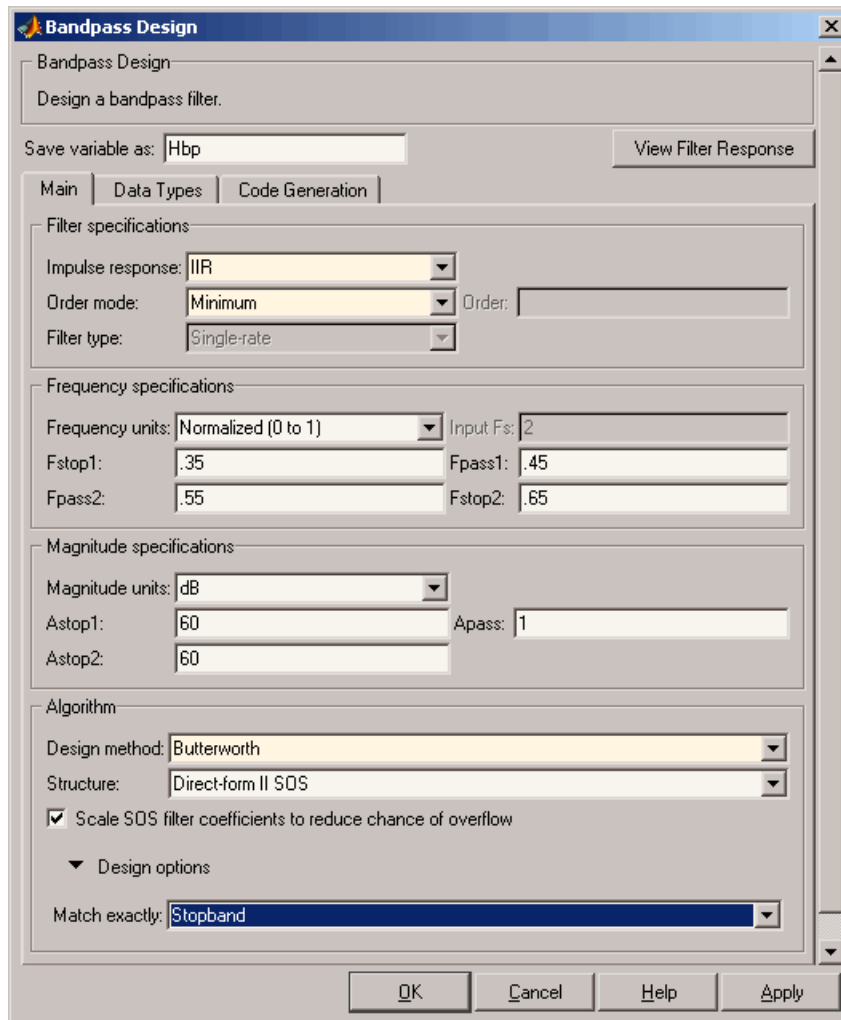 Bandpass Design
Bandpass Design
Design a bandpass filter.
Save variable as: Hbp View Filter Response
Main Data Types Code Generation
Filter specifications
Impulse response: IIR
Order mode: Minimum Order:
Filter type: Single-rate
Frequency specifications
Frequency units: Normalized (0 to 1) Input Fs: 2
Fstop1: .35 Fpass1: .45
Fpass2: .55 Fstop2: .65
Magnitude specifications
Magnitude units: dB
Astop1: 60 Apass: 1
Astop2: 60
Algorithm
Design method: Butterworth
Structure: Direct-form II SOS
Scale SOS filter coefficients to reduce chance of overflow
Design options
Match exactly: Stopband
OK Cancel Help Apply